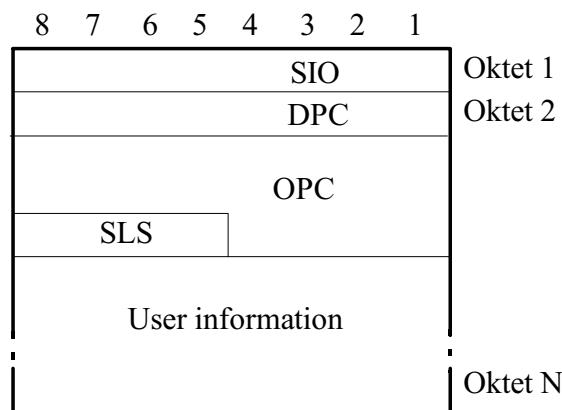 8 7 6 5 4 3 2 1
SIO Oktet 1
DPC Oktet 2
OPC
SLS
User information
Oktet N